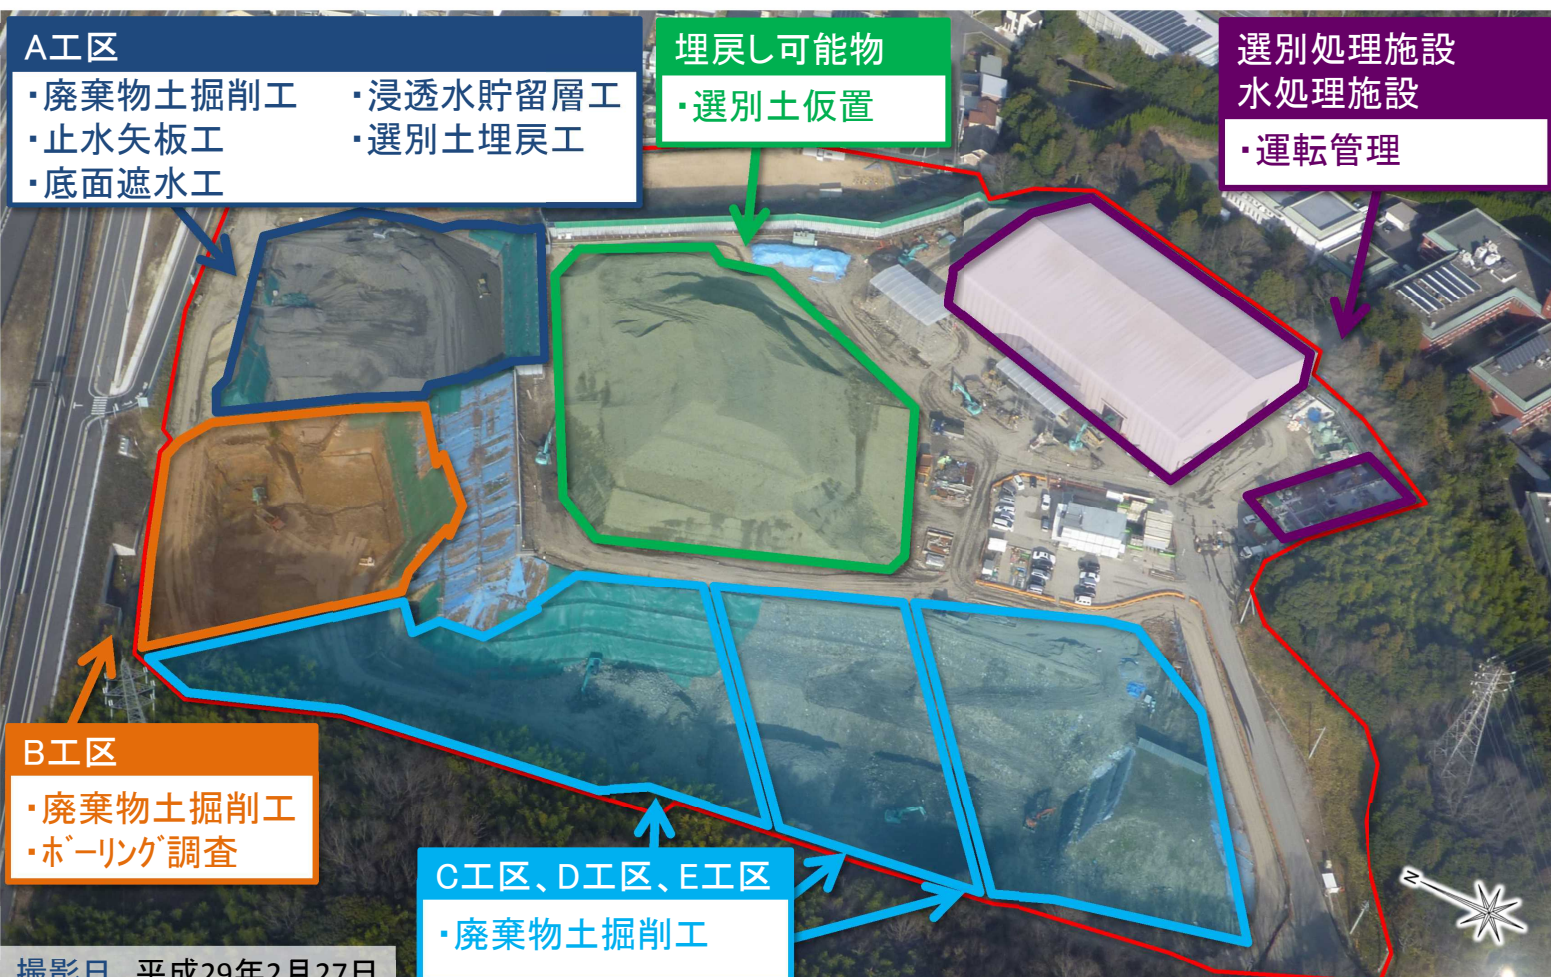 A工区
・廃棄物土掘削工 ・浸透水貯留層工
・止水矢板工 ・選別土埋戻工
・底面遮水工
埋戻し可能物
・選別土仮置
選別処理施設
水処理施設
・運転管理
B工区
・廃棄物土掘削工
・ボーリング調査
C工区、D工区、E工区
・廃棄物土掘削工
撮影日 平成29年2月27日
N